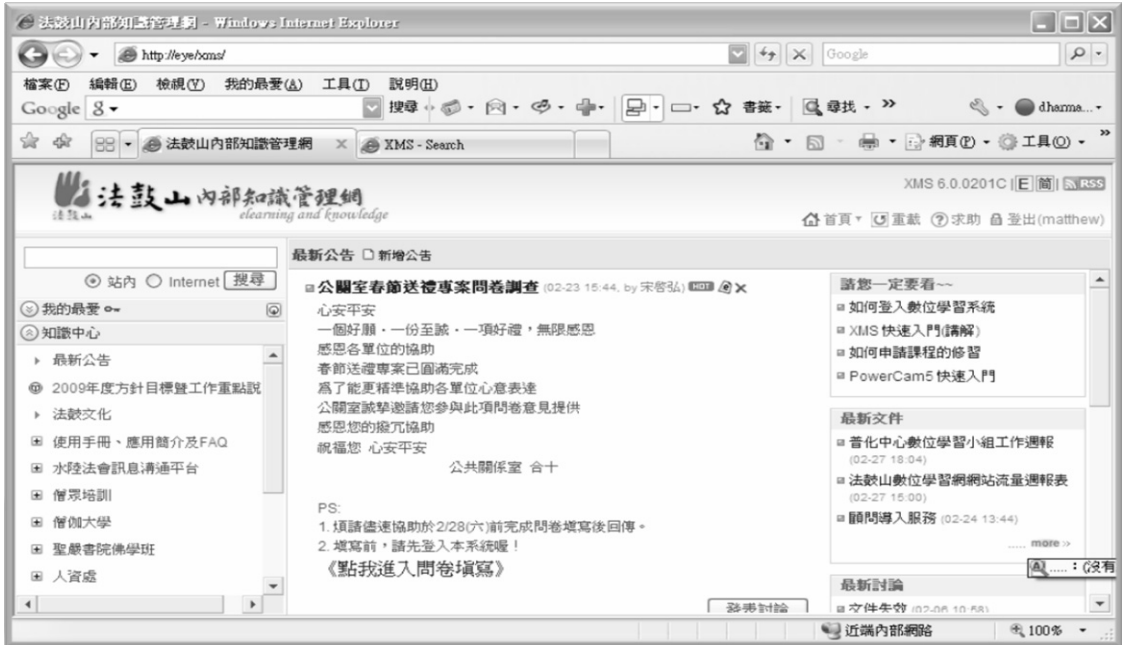 法鼓山內部知識管理網 - Windows Internet Explorer
http://eye/xms/
Google
檔案(F) 編輯(E) 檢視(V) 我的最愛(A) 工具(T) 說明(H)
Google 搜尋 書籤 尋找 dharma...
法鼓山內部知識管理網 XMS - Search 網頁(P) 工具(O)
法鼓山內部知識管理網
elearning and knowledge
XMS 6.0.0201C | E 簡 | RSS
首頁 重載 求助 登出(matthew)
站內 Internet 搜尋
我的最愛
知識中心
最新公告
2009年度方針目標暨工作重點說
法鼓文化
使用手冊、應用簡介及FAQ
水陸法會訊息溝通平台
僧眾培訓
僧伽大學
聖嚴書院佛學班
人資處
最新公告 新增公告
公關室春節送禮專案問卷調查 (02-23 15:44, by 宋啓弘) HOT
心安平安
一個好願．一份至誠．一項好禮，無限感恩
感恩各單位的協助
春節送禮專案已圓滿完成
爲了能更精準協助各單位心意表達
公關室誠摯邀請您參與此項問卷意見提供
感恩您的撥冗協助
祝福您 心安平安
公共關係室 合十
PS:
1. 煩請儘速協助於2/28(六)前完成問卷填寫後回傳。
2. 填寫前，請先登入本系統喔！
《點我進入問卷填寫》
發表討論
請您一定要看~~
如何登入數位學習系統
XMS 快速入門(講解)
如何申請課程的修習
PowerCam5 快速入門
最新文件
普化中心數位學習小組工作週報
(02-27 18:04)
法鼓山數位學習網網站流量週報表
(02-27 15:00)
顧問導入服務 (02-24 13:44)
..... more »
..... : (沒有
最新討論
文件失效 (02-06 10:58)
近端內部網路 100%